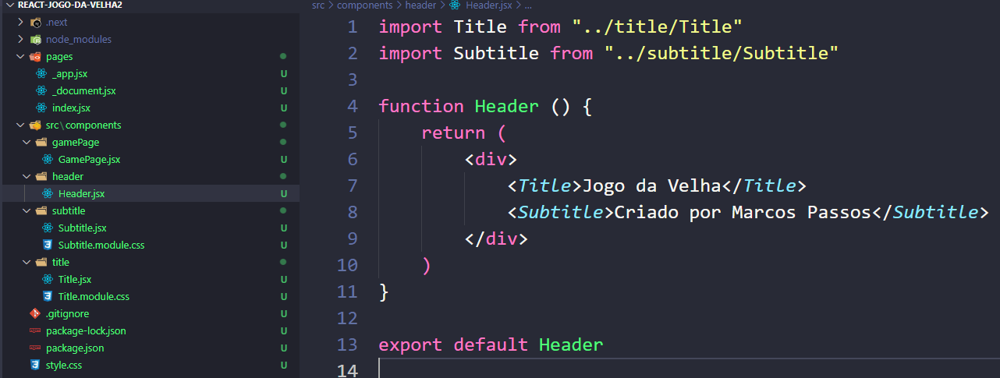 REACT-JOGO-DA-VELHA2
.next
node_modules
pages
_app.jsx U
_document.jsx U
index.jsx U
src\components
gamePage
GamePage.jsx U
header
Header.jsx U
subtitle
Subtitle.jsx U
Subtitle.module.css U
title
Title.jsx U
Title.module.css U
.gitignore U
package-lock.json U
package.json U
style.css U
src > components > header > Header.jsx > ...
1 import Title from "../title/Title"
2 import Subtitle from "../subtitle/Subtitle"
3
4 function Header () {
5 return (
6 <div>
7 <Title>Jogo da Velha</Title>
8 <Subtitle>Criado por Marcos Passos</Subtitle>
9 </div>
10 )
11 }
12
13 export default Header
14